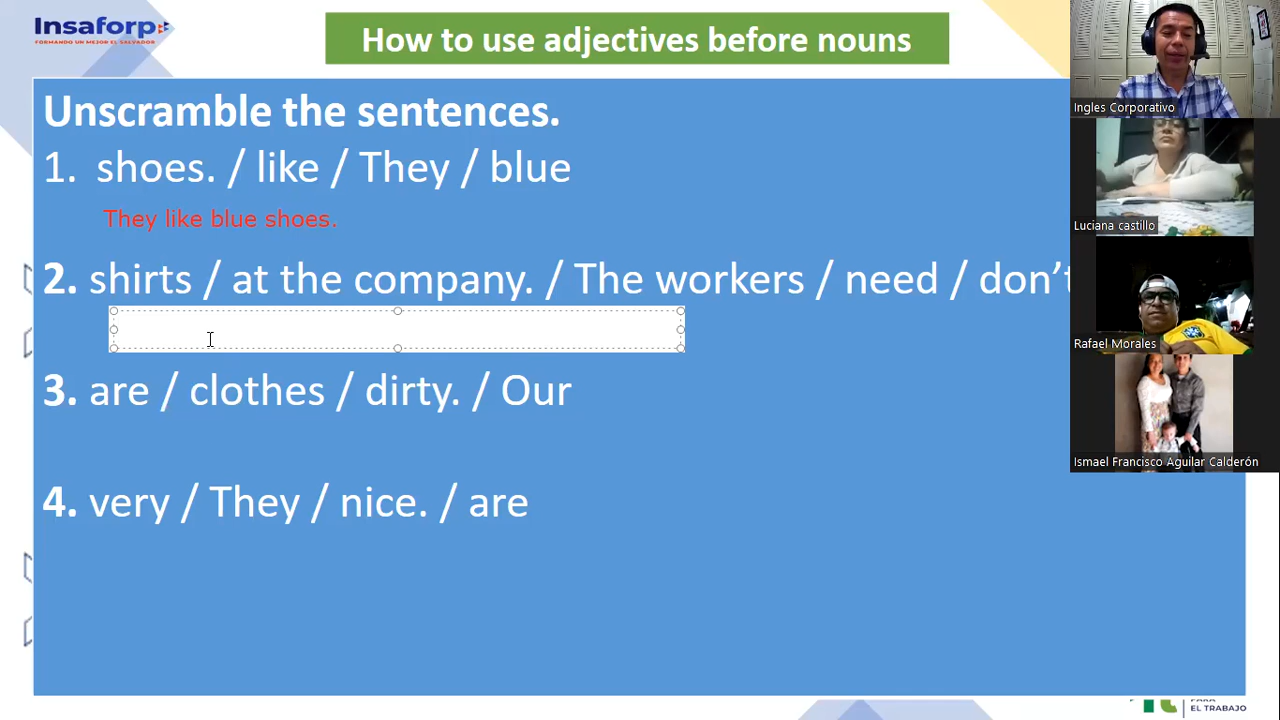 Insaforp
FORMANDO UN MEJOR EL SALVADOR
How to use adjectives before nouns
Unscramble the sentences.
1. shoes. / like / They / blue
They like blue shoes.
2. shirts / at the company. / The workers / need / don't
3. are / clothes / dirty. / Our
4. very / They / nice. / are
Ingles Corporativo
Luciana castillo
Rafael Morales
Ismael Francisco Aguilar Calderón
EL TRABAJO